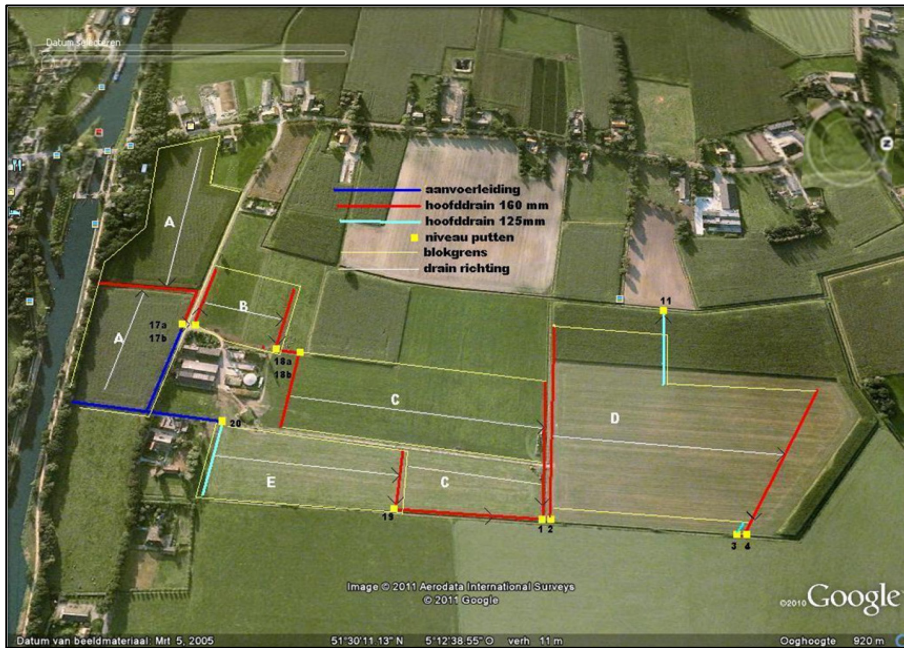 Datum selecteren
aanvoerleiding
hoofddrain 160 mm
hoofddrain 125mm
niveau putten
blokgrens
drain richting
A
A
B
C
C
D
E
11
17a
17b
18a
18b
20
19
1
2
3
4
M
Image © 2011 Aerodata International Surveys
© 2011 Google
©2010 Google
Datum van beeldmateriaal: Mrt 5, 2005
51°30'11.13" N
5°12'38.55" O
verh
11 m
Ooghoogte
920 m